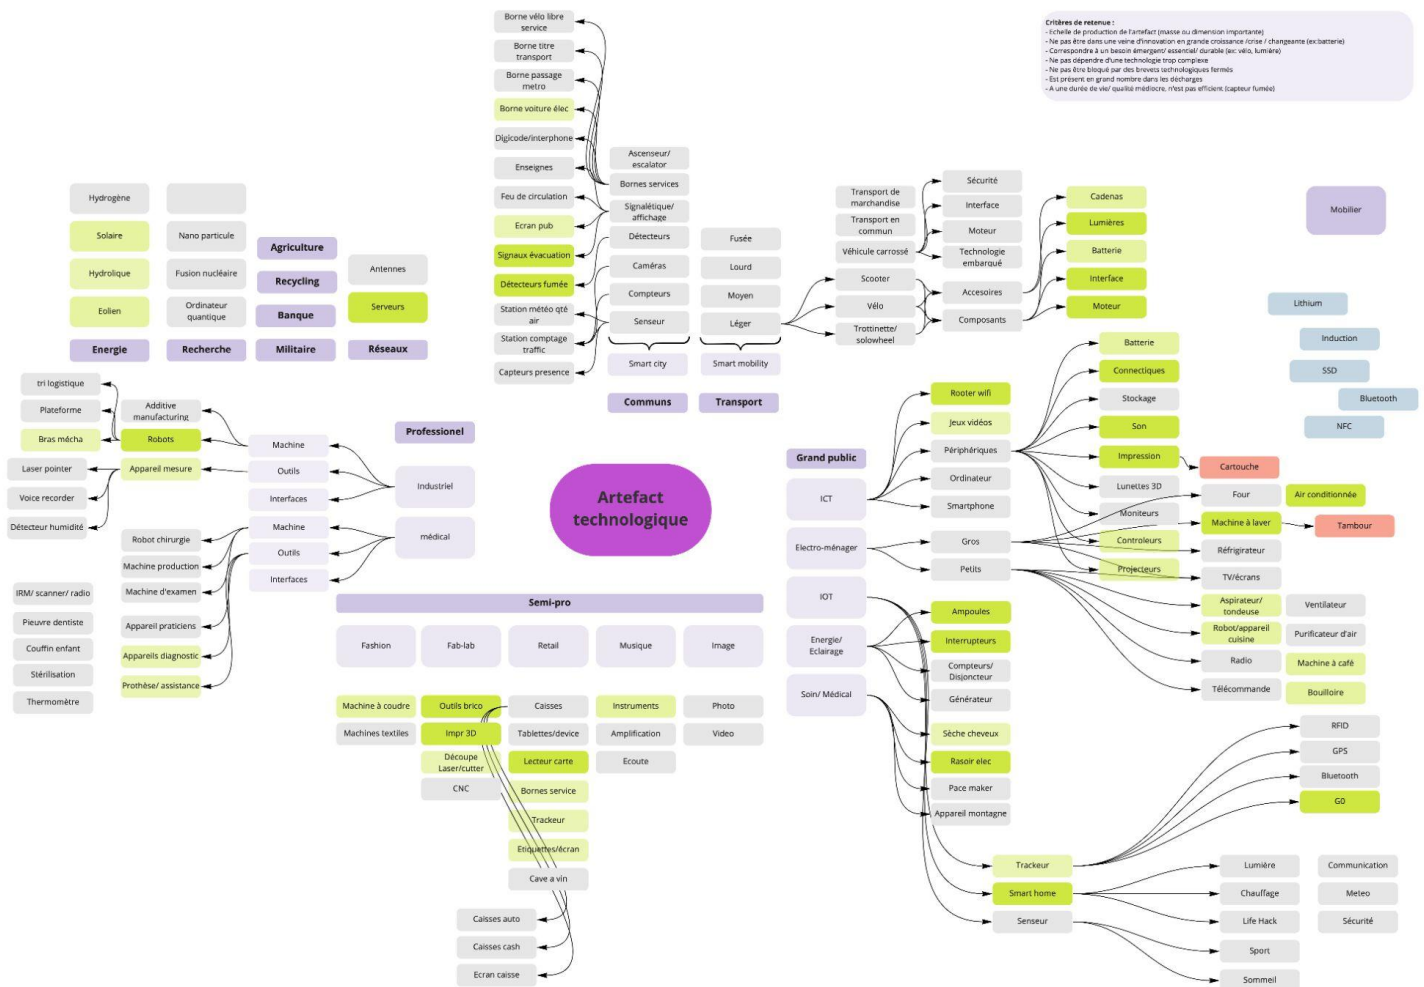 Critères de retenue :
- Echelle de production de l'artefact (masse ou dimension importante)
- Ne pas être dans une veine d'innovation en grande croissance /crise / changeante (ex:batterie)
- Correspondre à un besoin émergent/ essentiel/ durable (ex: vélo, lumière)
- Ne pas dépendre d'une technologie trop complexe
- Ne pas être bloqué par des brevets technologiques fermés
- Est présent en grand nombre dans les décharges
- A une durée de vie/ qualité médiocre, n'est pas efficient (capteur fumée)
Borne vélo libre
service
Borne titre
transport
Borne passage
metro
Borne voiture élec
Digicode/interphone
Enseignes
Feu de circulation
Ecran pub
Signaux évacuation
Détecteurs fumée
Station météo qté
air
Station comptage
traffic
Capteurs presence
Ascenseur/
escalator
Bornes services
Signalétique/
affichage
Détecteurs
Caméras
Compteurs
Senseur
Smart city
Communs
Fusée
Lourd
Moyen
Léger
Smart mobility
Transport
Transport de
marchandise
Transport en
commun
Véhicule carrossé
Scooter
Vélo
Trottinette/
solowheel
Sécurité
Interface
Moteur
Technologie
embarqué
Accesoires
Composants
Cadenas
Lumières
Batterie
Interface
Moteur
Mobilier
Lithium
Induction
SSD
Bluetooth
NFC
Hydrogène
Solaire
Hydrolique
Eolien
Energie
Nano particule
Fusion nucléaire
Ordinateur
quantique
Recherche
Agriculture
Recycling
Banque
Militaire
Antennes
Serveurs
Réseaux
tri logistique
Plateforme
Bras mécha
Laser pointer
Voice recorder
Détecteur humidité
Additive
manufacturing
Robots
Appareil mesure
Machine
Outils
Interfaces
Machine
Outils
Interfaces
Professionel
Industriel
médical
Robot chirurgie
Machine production
Machine d'examen
Appareil praticiens
Appareils diagnostic
Prothèse/ assistance
IRM/ scanner/ radio
Pieuvre dentiste
Couffin enfant
Stérilisation
Thermomètre
Artefact
technologique
Semi-pro
Fashion
Fab-lab
Retail
Musique
Image
Machine à coudre
Machines textiles
Outils brico
Impr 3D
Découpe
Laser/cutter
CNC
Caisses
Tablettes/device
Lecteur carte
Bornes service
Trackeur
Etiquettes/écran
Cave a vin
Instruments
Amplification
Ecoute
Photo
Video
Caisses auto
Caisses cash
Ecran caisse
Grand public
ICT
Electro-ménager
IOT
Energie/
Eclairage
Soin/ Médical
Rooter wifi
Jeux vidéos
Périphériques
Ordinateur
Smartphone
Gros
Petits
Ampoules
Interrupteurs
Compteurs/
Disjoncteur
Générateur
Sèche cheveux
Rasoir elec
Pace maker
Appareil montagne
Batterie
Connectiques
Stockage
Son
Impression
Lunettes 3D
Moniteurs
Controleurs
Projecteurs
Cartouche
Four
Machine à laver
Réfrigirateur
TV/écrans
Aspirateur/
tondeuse
Robot/appareil
cuisine
Radio
Télécommande
Air conditionnée
Tambour
Ventilateur
Purificateur d'air
Machine à café
Bouilloire
Trackeur
Smart home
Senseur
RFID
GPS
Bluetooth
G0
Lumière
Chauffage
Life Hack
Sport
Sommeil
Communication
Meteo
Sécurité